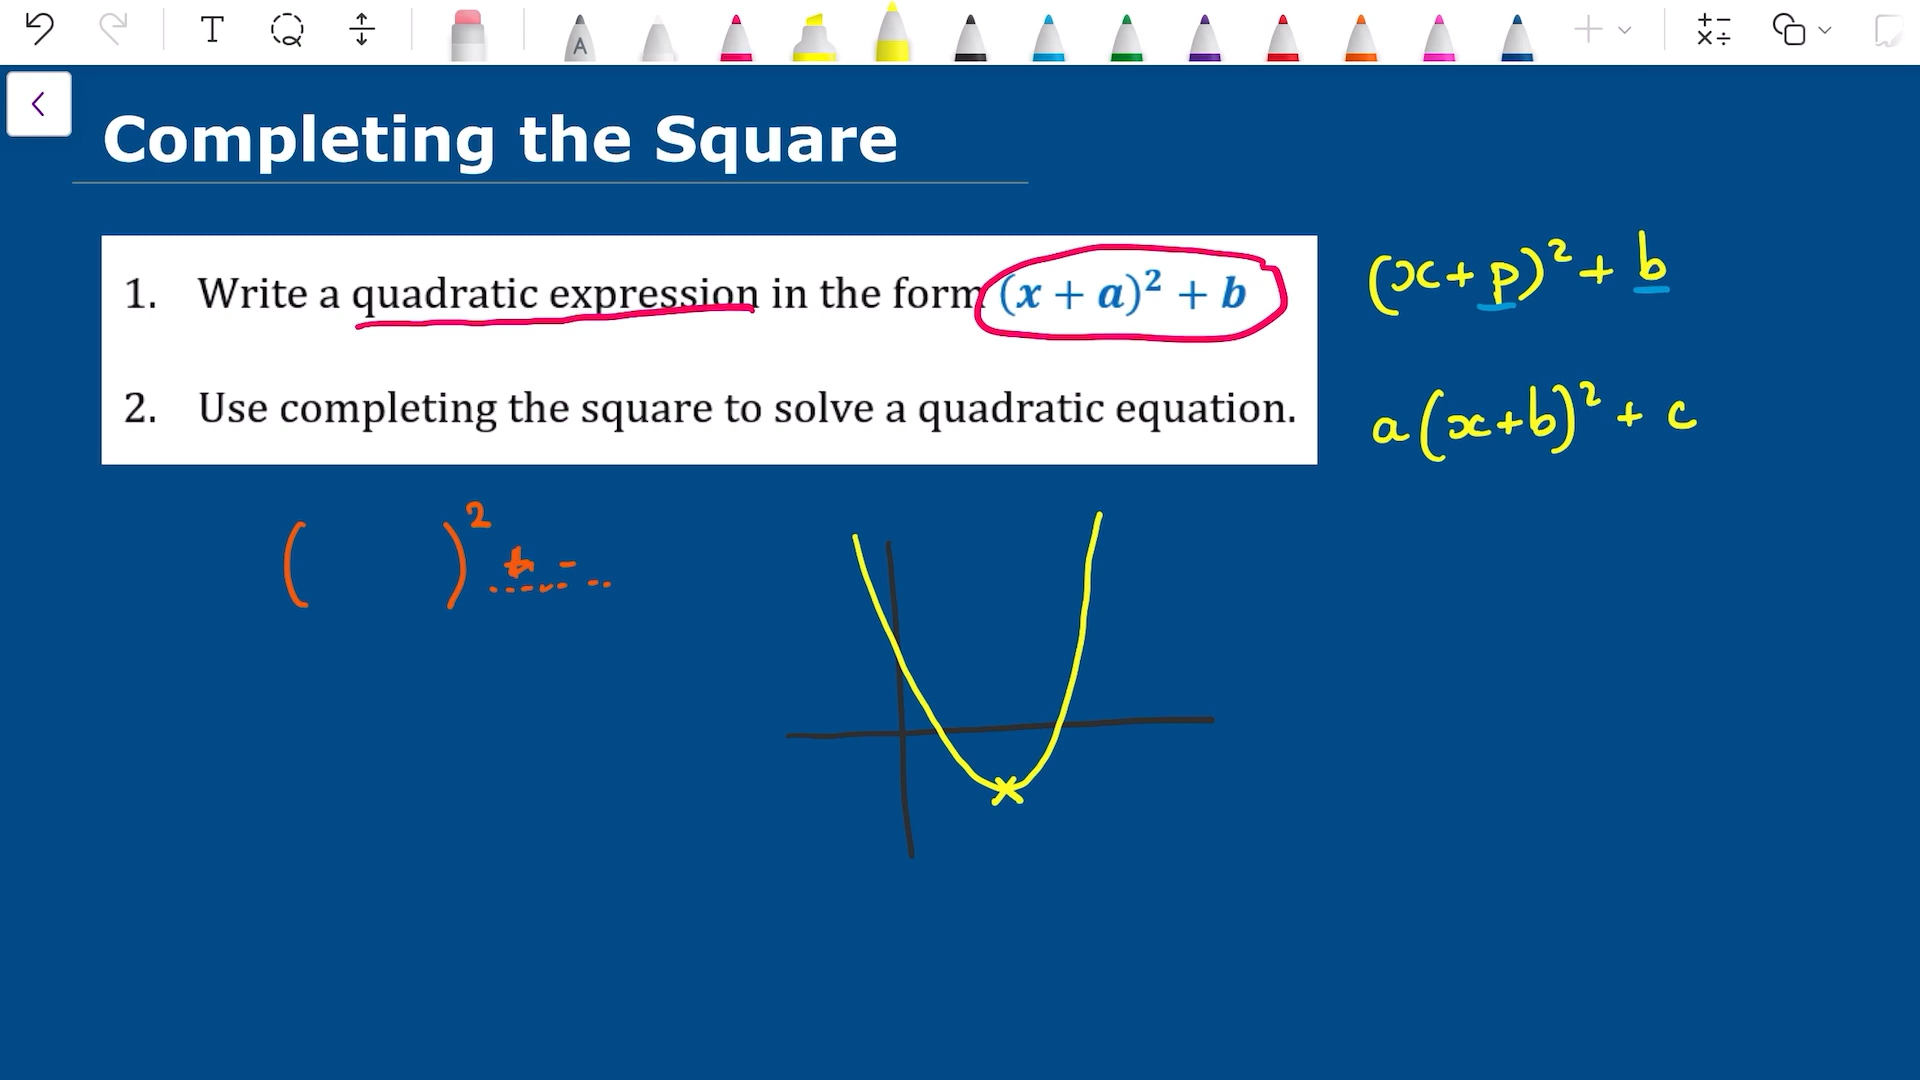 Completing the Square
1. Write a quadratic expression in the form (x + a)² + b
2. Use completing the square to solve a quadratic equation.
(x+p)² + b
a(x+b)² + c
( )²
T
A